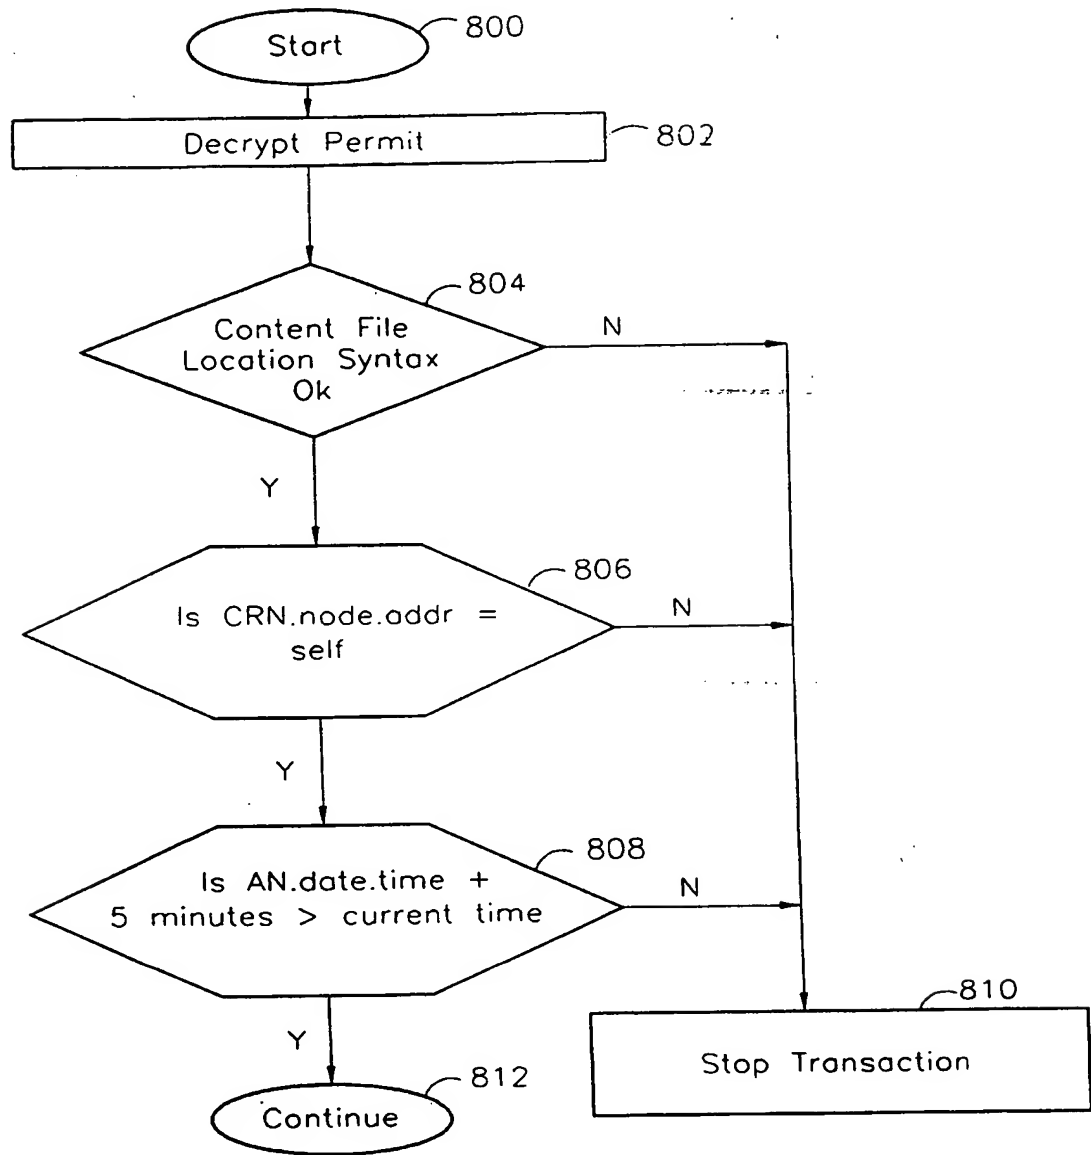 Start
800
Decrypt Permit
802
804
Content File
Location Syntax
Ok
N
Y
806
Is CRN.node.addr =
self
N
Y
808
Is AN.date.time +
5 minutes > current time
N
Y
810
Stop Transaction
812
Continue